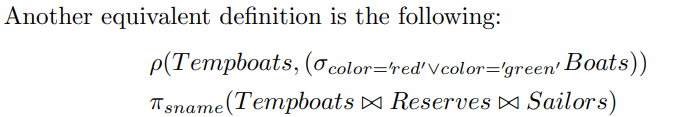 Another equivalent definition is the following:
ρ(Tempboats, (σ_{color='red'∨color='green'} Boats))
π_{sname}(Tempboats ⋈ Reserves ⋈ Sailors)